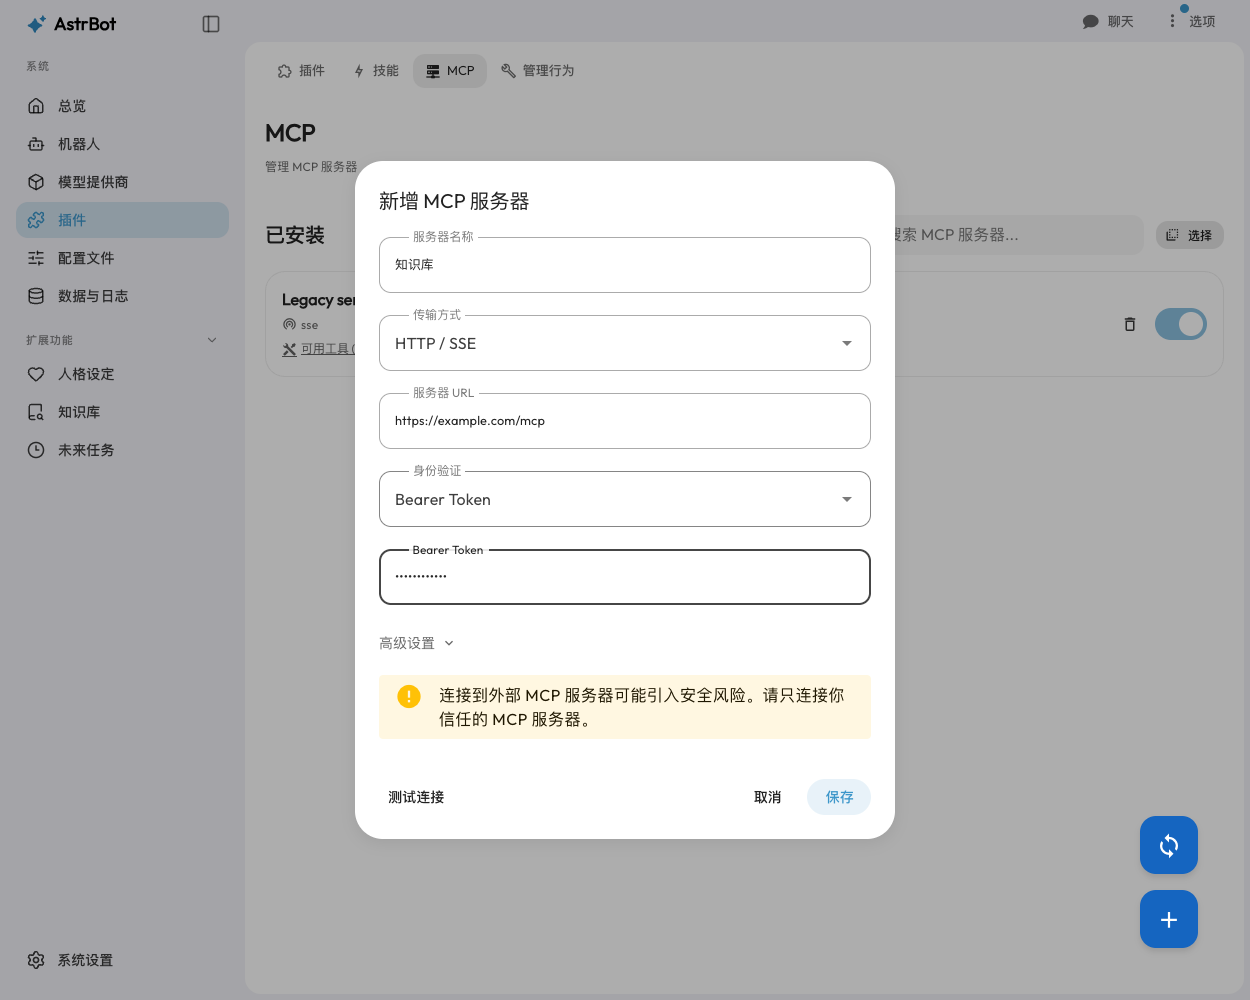 AstrBot
聊天
选项
系统
总览
机器人
模型提供商
插件
配置文件
数据与日志
扩展功能
人格设定
知识库
未来任务
系统设置
插件
技能
MCP
管理行为
MCP
管理 MCP 服务器
已安装
搜索 MCP 服务器...
选择
Legacy
sse
可用工具 (
新增 MCP 服务器
服务器名称
知识库
传输方式
HTTP / SSE
服务器 URL
https://example.com/mcp
身份验证
Bearer Token
Bearer Token
••••••••••••
高级设置
连接到外部 MCP 服务器可能引入安全风险。请只连接你
信任的 MCP 服务器。
测试连接
取消
保存